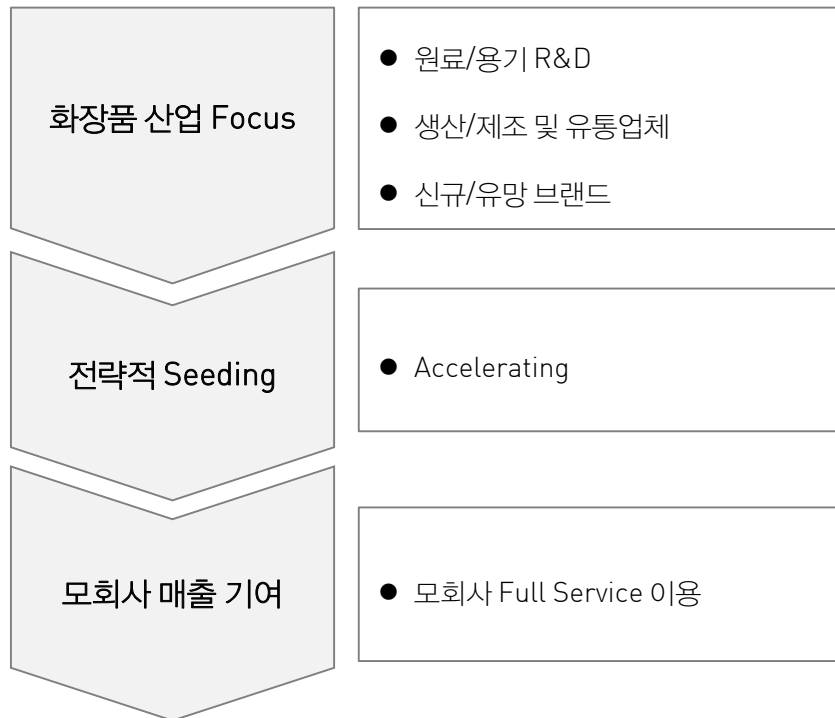 화장품 산업 Focus
● 원료/용기 R&D
● 생산/제조 및 유통업체
● 신규/유망 브랜드
전략적 Seeding
● Accelerating
모회사 매출 기여
● 모회사 Full Service 이용